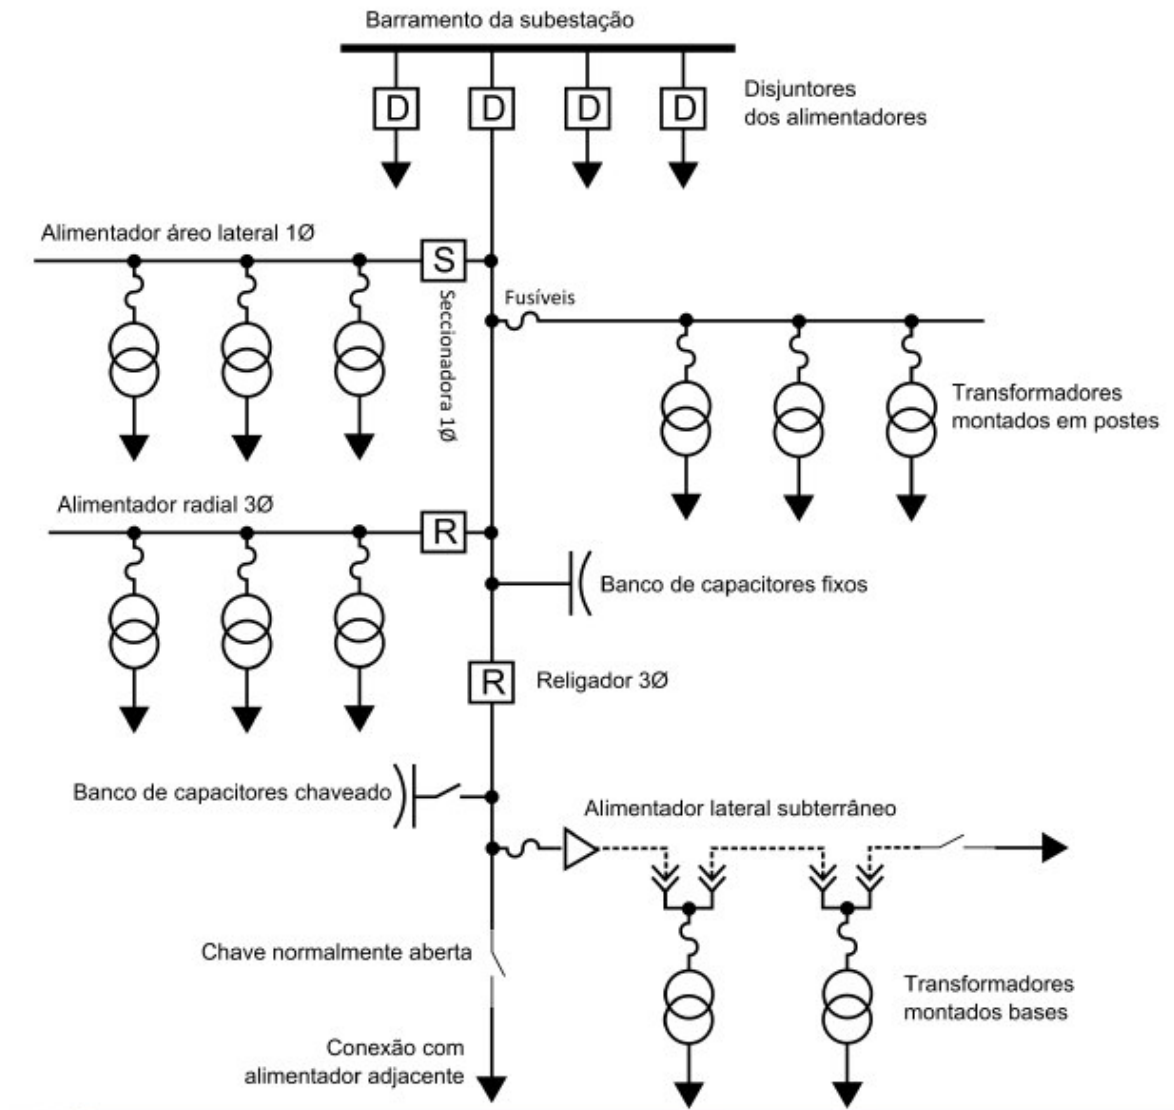 Barramento da subestação
D
D
D
D
Disjuntores
dos alimentadores
Alimentador áreo lateral 1Ø
S
Seccionadora 1Ø
Fusíveis
Transformadores
montados em postes
Alimentador radial 3Ø
R
Banco de capacitores fixos
R
Religador 3Ø
Banco de capacitores chaveado
Alimentador lateral subterrâneo
Chave normalmente aberta
Transformadores
montados bases
Conexão com
alimentador adjacente